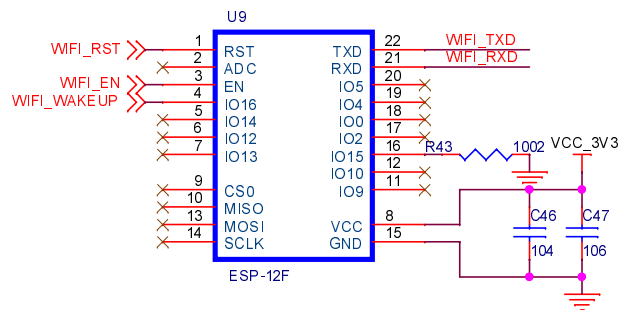 U9
WIFI_RST 1 RST TXD 22 WIFI_TXD
2 ADC RXD 21 WIFI_RXD
WIFI_EN 3 EN IO5 20
WIFI_WAKEUP 4 IO16 IO4 19
5 IO14 IO0 18
6 IO12 IO2 17
7 IO13 IO15 16 R43 1002 VCC_3V3
IO10 12
9 CS0 IO9 11
10 MISO
13 MOSI VCC 8 C46 C47
14 SCLK GND 15 104 106
ESP-12F